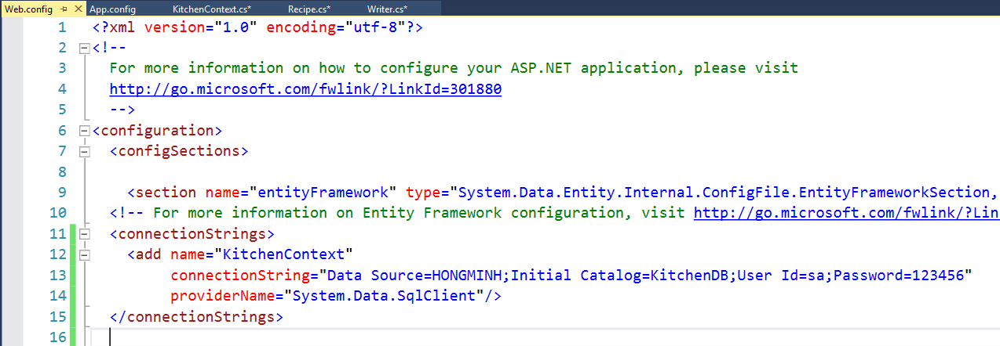 Web.config App.config KitchenContext.cs* Recipe.cs* Writer.cs*
1 <?xml version="1.0" encoding="utf-8"?>
2 <!--
3 For more information on how to configure your ASP.NET application, please visit
4 http://go.microsoft.com/fwlink/?LinkId=301880
5 -->
6 <configuration>
7 <configSections>
8
9 <section name="entityFramework" type="System.Data.Entity.Internal.ConfigFile.EntityFrameworkSection,
10 <!-- For more information on Entity Framework configuration, visit http://go.microsoft.com/fwlink/?Lin
11 <connectionStrings>
12 <add name="KitchenContext"
13 connectionString="Data Source=HONGMINH;Initial Catalog=KitchenDB;User Id=sa;Password=123456"
14 providerName="System.Data.SqlClient"/>
15 </connectionStrings>
16